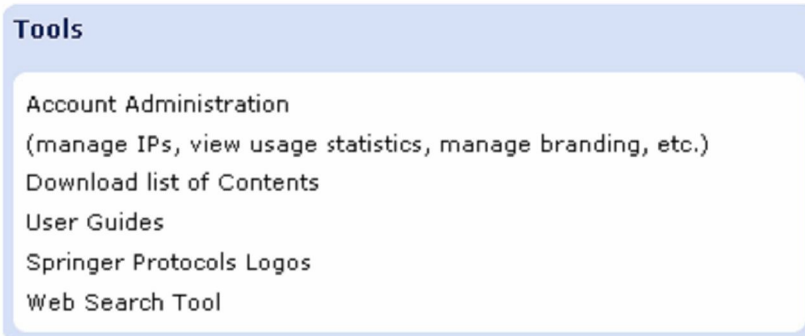 Tools
Account Administration
(manage IPs, view usage statistics, manage branding, etc.)
Download list of Contents
User Guides
Springer Protocols Logos
Web Search Tool